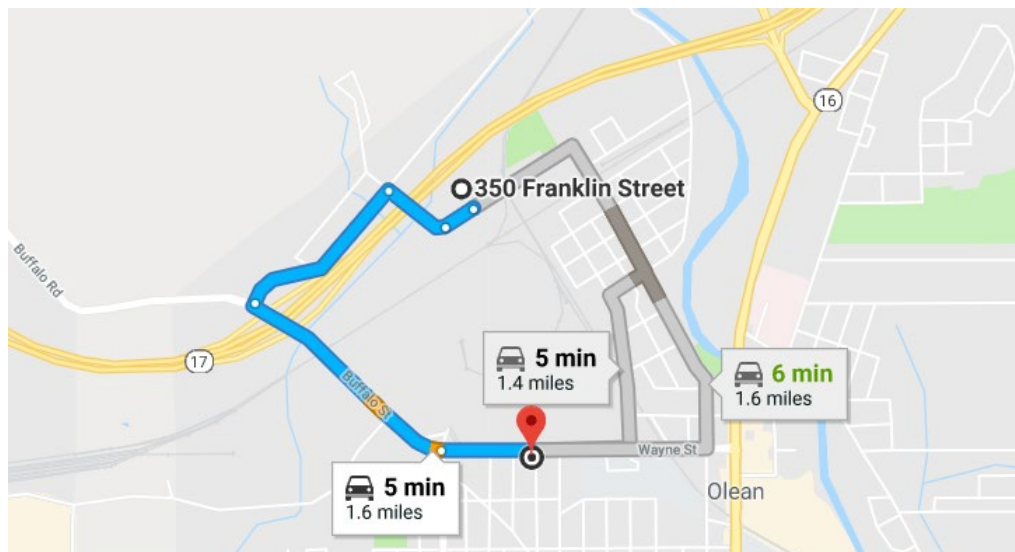 16
350 Franklin Street
Buffalo Rd
17
5 min
1.4 miles
6 min
1.6 miles
Buffalo St
Wayne St
5 min
1.6 miles
Olean